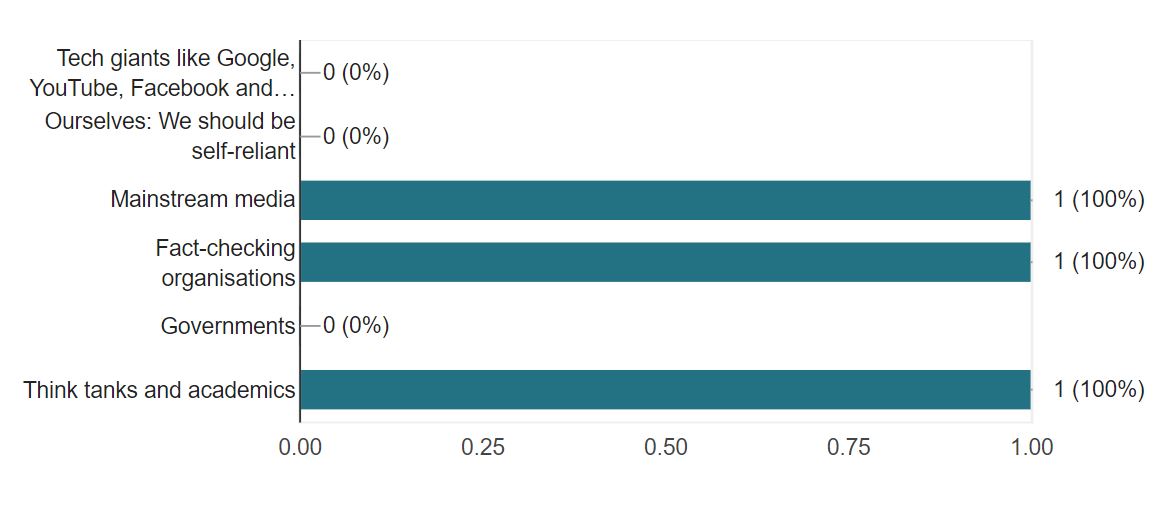 Tech giants like Google,
YouTube, Facebook and…
0 (0%)
Ourselves: We should be
self-reliant
0 (0%)
Mainstream media
1 (100%)
Fact-checking
organisations
1 (100%)
Governments
0 (0%)
Think tanks and academics
1 (100%)
0.00 0.25 0.50 0.75 1.00